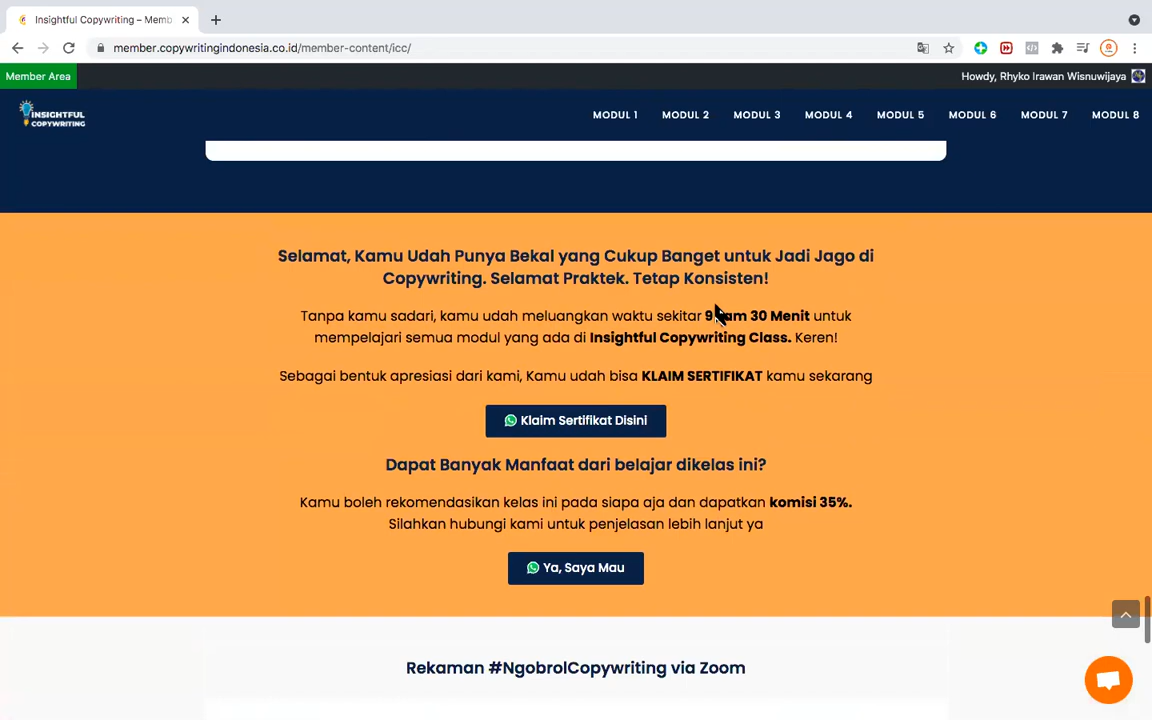 Insightful Copywriting – Memb
member.copywritingindonesia.co.id/member-content/icc/
Member Area
Howdy, Rhyko Irawan Wisnuwijaya
INSIGHTFUL
COPYWRITING
MODUL 1
MODUL 2
MODUL 3
MODUL 4
MODUL 5
MODUL 6
MODUL 7
MODUL 8
Selamat, Kamu Udah Punya Bekal yang Cukup Banget untuk Jadi Jago di
Copywriting. Selamat Praktek. Tetap Konsisten!
Tanpa kamu sadari, kamu udah meluangkan waktu sekitar 9 Jam 30 Menit untuk
mempelajari semua modul yang ada di Insightful Copywriting Class. Keren!
Sebagai bentuk apresiasi dari kami, Kamu udah bisa KLAIM SERTIFIKAT kamu sekarang
Klaim Sertifikat Disini
Dapat Banyak Manfaat dari belajar dikelas ini?
Kamu boleh rekomendasikan kelas ini pada siapa aja dan dapatkan komisi 35%.
Silahkan hubungi kami untuk penjelasan lebih lanjut ya
Ya, Saya Mau
Rekaman #NgobrolCopywriting via Zoom